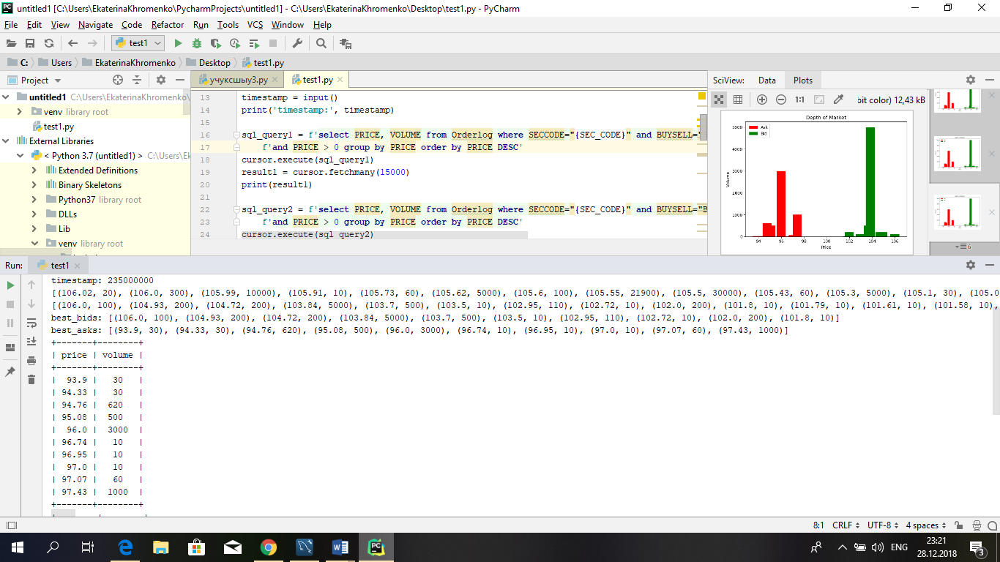 untitled1 [C:\Users\EkaterinaKhromenko\PycharmProjects\untitled1] - C:\Users\EkaterinaKhromenko\Desktop\test1.py - PyCharm
File Edit View Navigate Code Refactor Run Tools VCS Window Help
test1
C: Users EkaterinaKhromenko Desktop test1.py
Project
учуксшыу3.py test1.py
SciView: Data Plots
untitled1 C:\Users\EkaterinaKhromenko\
venv library root
test1.py
External Libraries
< Python 3.7 (untitled1) > C:\Users\E
Extended Definitions
Binary Skeletons
Python37 library root
DLLs
Lib
venv library root
13 timestamp = input()
14 print('timestamp:', timestamp)
15
16 sql_query1 = f'select PRICE, VOLUME from Orderlog where SECCODE="{SEC_CODE}" and BUYSELL="
17 f'and PRICE > 0 group by PRICE order by PRICE DESC'
18 cursor.execute(sql_query1)
19 result1 = cursor.fetchmany(15000)
20 print(result1)
21
22 sql_query2 = f'select PRICE, VOLUME from Orderlog where SECCODE="{SEC_CODE}" and BUYSELL="B
23 f'and PRICE > 0 group by PRICE order by PRICE DESC'
24 cursor.execute(sql_query2)
1:1 bit color) 12,43 kB
Depth of Market
Ask
Bid
Volume
5000
4000
3000
2000
1000
0
94 96 98 100 102 104 106
Price
6
Run: test1
timestamp: 235000000
[(106.02, 20), (106.0, 300), (105.99, 10000), (105.91, 10), (105.73, 60), (105.62, 5000), (105.6, 100), (105.55, 21900), (105.5, 30000), (105.43, 60), (105.3, 5000), (105.1, 30), (105.0
[(106.0, 100), (104.93, 200), (104.72, 200), (103.84, 5000), (103.7, 500), (103.5, 10), (102.95, 110), (102.72, 10), (102.0, 200), (101.8, 10), (101.79, 10), (101.61, 10), (101.58, 10),
best_bids: [(106.0, 100), (104.93, 200), (104.72, 200), (103.84, 5000), (103.7, 500), (103.5, 10), (102.95, 110), (102.72, 10), (102.0, 200), (101.8, 10)]
best_asks: [(93.9, 30), (94.33, 30), (94.76, 620), (95.08, 500), (96.0, 3000), (96.74, 10), (96.95, 10), (97.0, 10), (97.07, 60), (97.43, 1000)]
+-------+--------+
| price | volume |
+-------+--------+
| 93.9 | 30 |
| 94.33 | 30 |
| 94.76 | 620 |
| 95.08 | 500 |
| 96.0 | 3000 |
| 96.74 | 10 |
| 96.95 | 10 |
| 97.0 | 10 |
| 97.07 | 60 |
| 97.43 | 1000 |
+-------+--------+
8:1 CRLF UTF-8 4 spaces
ENG
23:21
28.12.2018
3